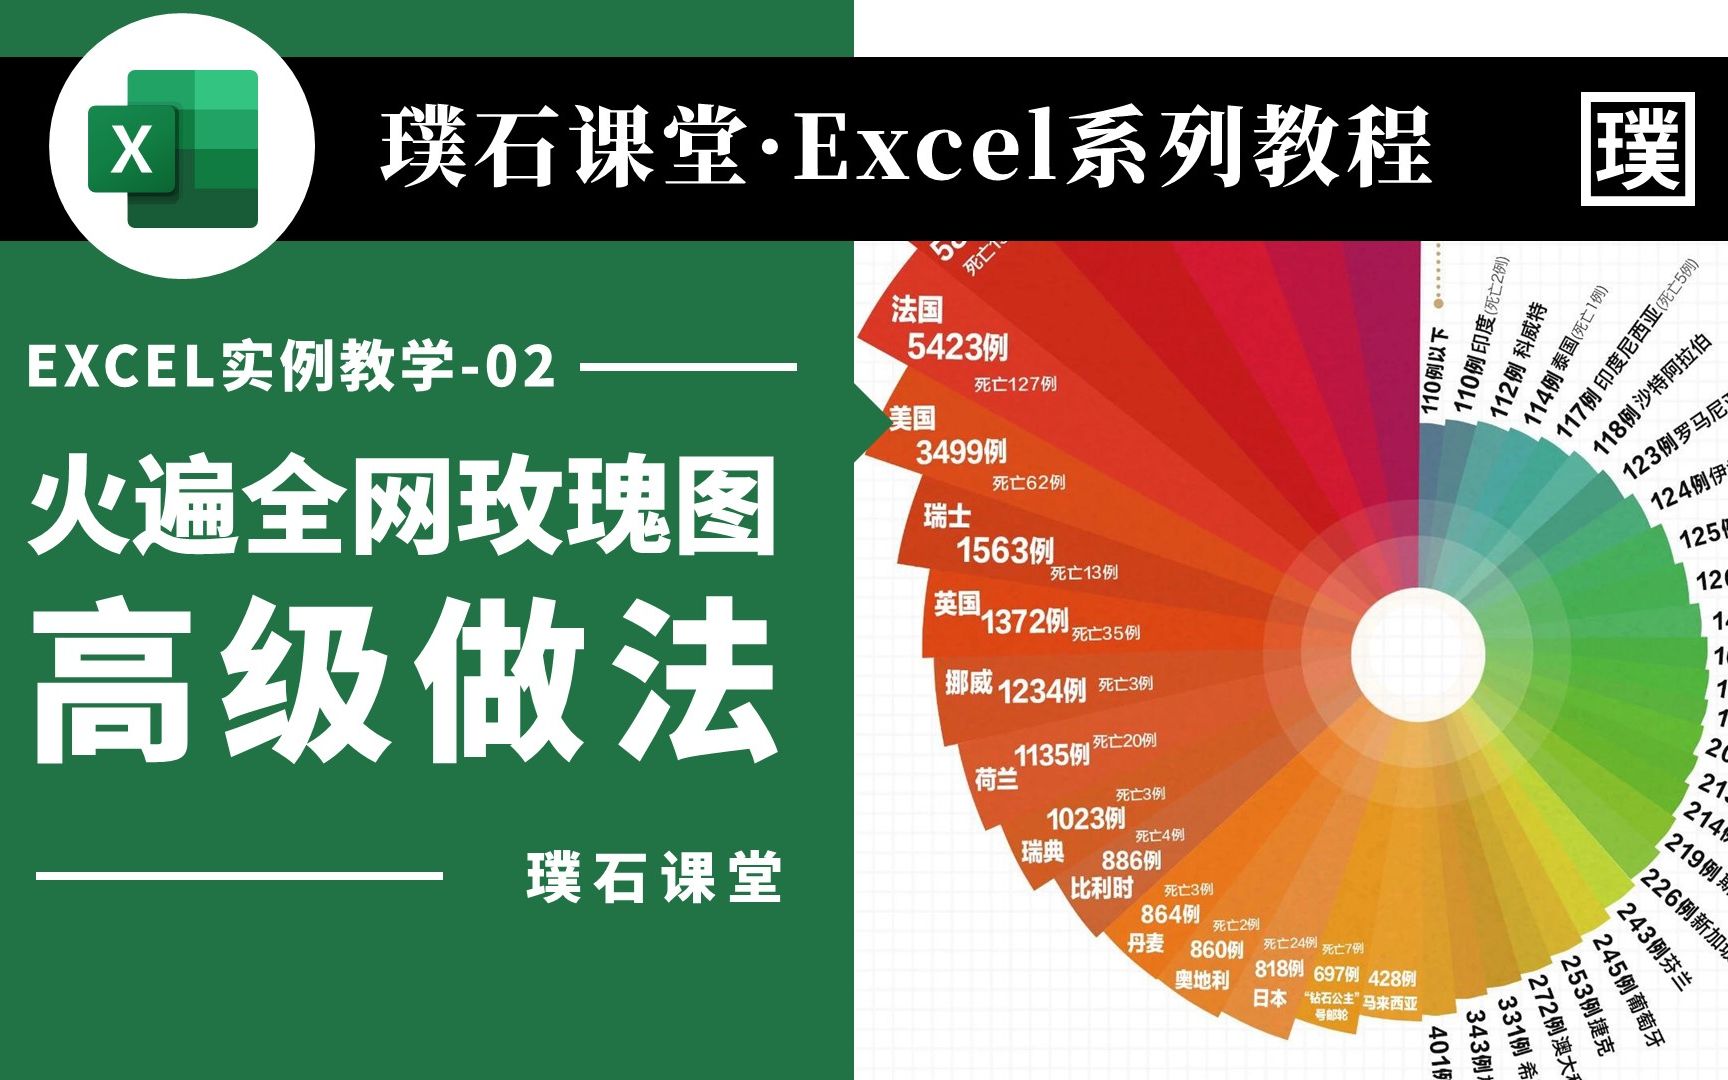 X
璞石课堂·Excel系列教程
璞
EXCEL实例教学-02
火遍全网玫瑰图
高级做法
璞石课堂
法国
5423例
死亡127例
美国
3499例
死亡62例
瑞士
1563例
死亡13例
英国
1372例
死亡35例
挪威
1234例
死亡3例
荷兰
1135例
死亡20例
瑞典
1023例
死亡3例
比利时
886例
死亡4例
丹麦
864例
死亡3例
奥地利
860例
死亡2例
日本
818例
死亡24例
“钻石公主”
号邮轮
697例
死亡7例
马来西亚
428例
110例以下
110例 印度(死亡2例)
112例 科威特
114例 泰国(死亡1例)
117例 印度尼西亚(死亡5例)
118例 沙特阿拉伯
123例
124例
219例
226例
243例 芬兰
245例 葡萄牙
253例 捷克
272例
331例
343例